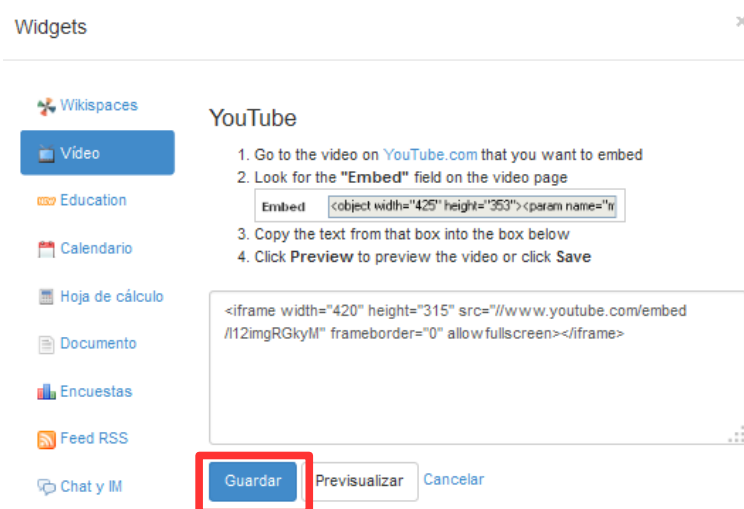 Widgets
×
Wikispaces
Vídeo
Education
Calendario
Hoja de cálculo
Documento
Encuestas
Feed RSS
Chat y IM
YouTube
1. Go to the video on YouTube.com that you want to embed
2. Look for the "Embed" field on the video page
Embed <object width="425" height="353"><param name="m
3. Copy the text from that box into the box below
4. Click Preview to preview the video or click Save
<iframe width="420" height="315" src="//www.youtube.com/embed
/l12imgRGkyM" frameborder="0" allowfullscreen></iframe>
Guardar Previsualizar Cancelar